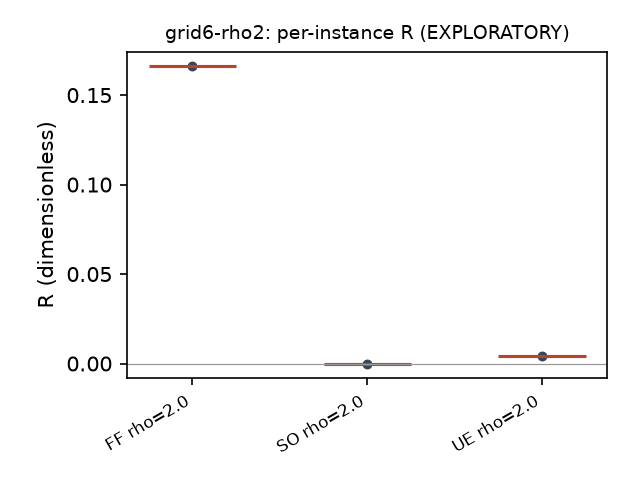 grid6-rho2: per-instance R (EXPLORATORY)
R (dimensionless)
0.15
0.10
0.05
0.00
FF rho=2.0
SO rho=2.0
UE rho=2.0